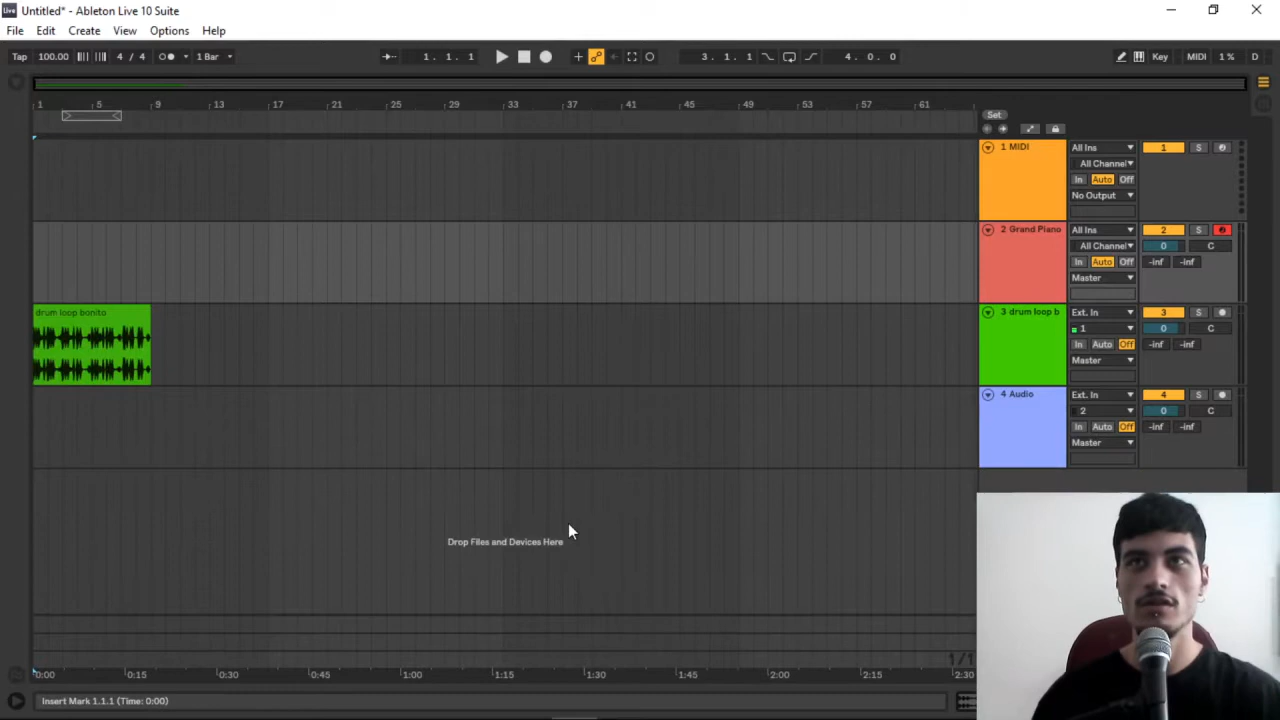 Live Untitled* - Ableton Live 10 Suite
File Edit Create View Options Help
Tap 100.00 4 / 4 1 Bar 1. 1. 1 3. 1. 1 4. 0. 0 Key MIDI 1 % D
1 5 9 13 17 21 25 29 33 37 41 45 49 53 57 61
Set
1 MIDI All Ins 1 S
All Channel
In Auto Off
No Output
2 Grand Piano All Ins 2 S
All Channel 0 C
In Auto Off -inf -inf
Master
drum loop bonito 3 drum loop b Ext. In 3 S
1 0 C
In Auto Off -inf -inf
Master
4 Audio Ext. In 4 S
2 0 C
In Auto Off -inf -inf
Master
Drop Files and Devices Here
1/1
0:00 0:15 0:30 0:45 1:00 1:15 1:30 1:45 2:00 2:15 2:30
Insert Mark 1.1.1 (Time: 0:00)